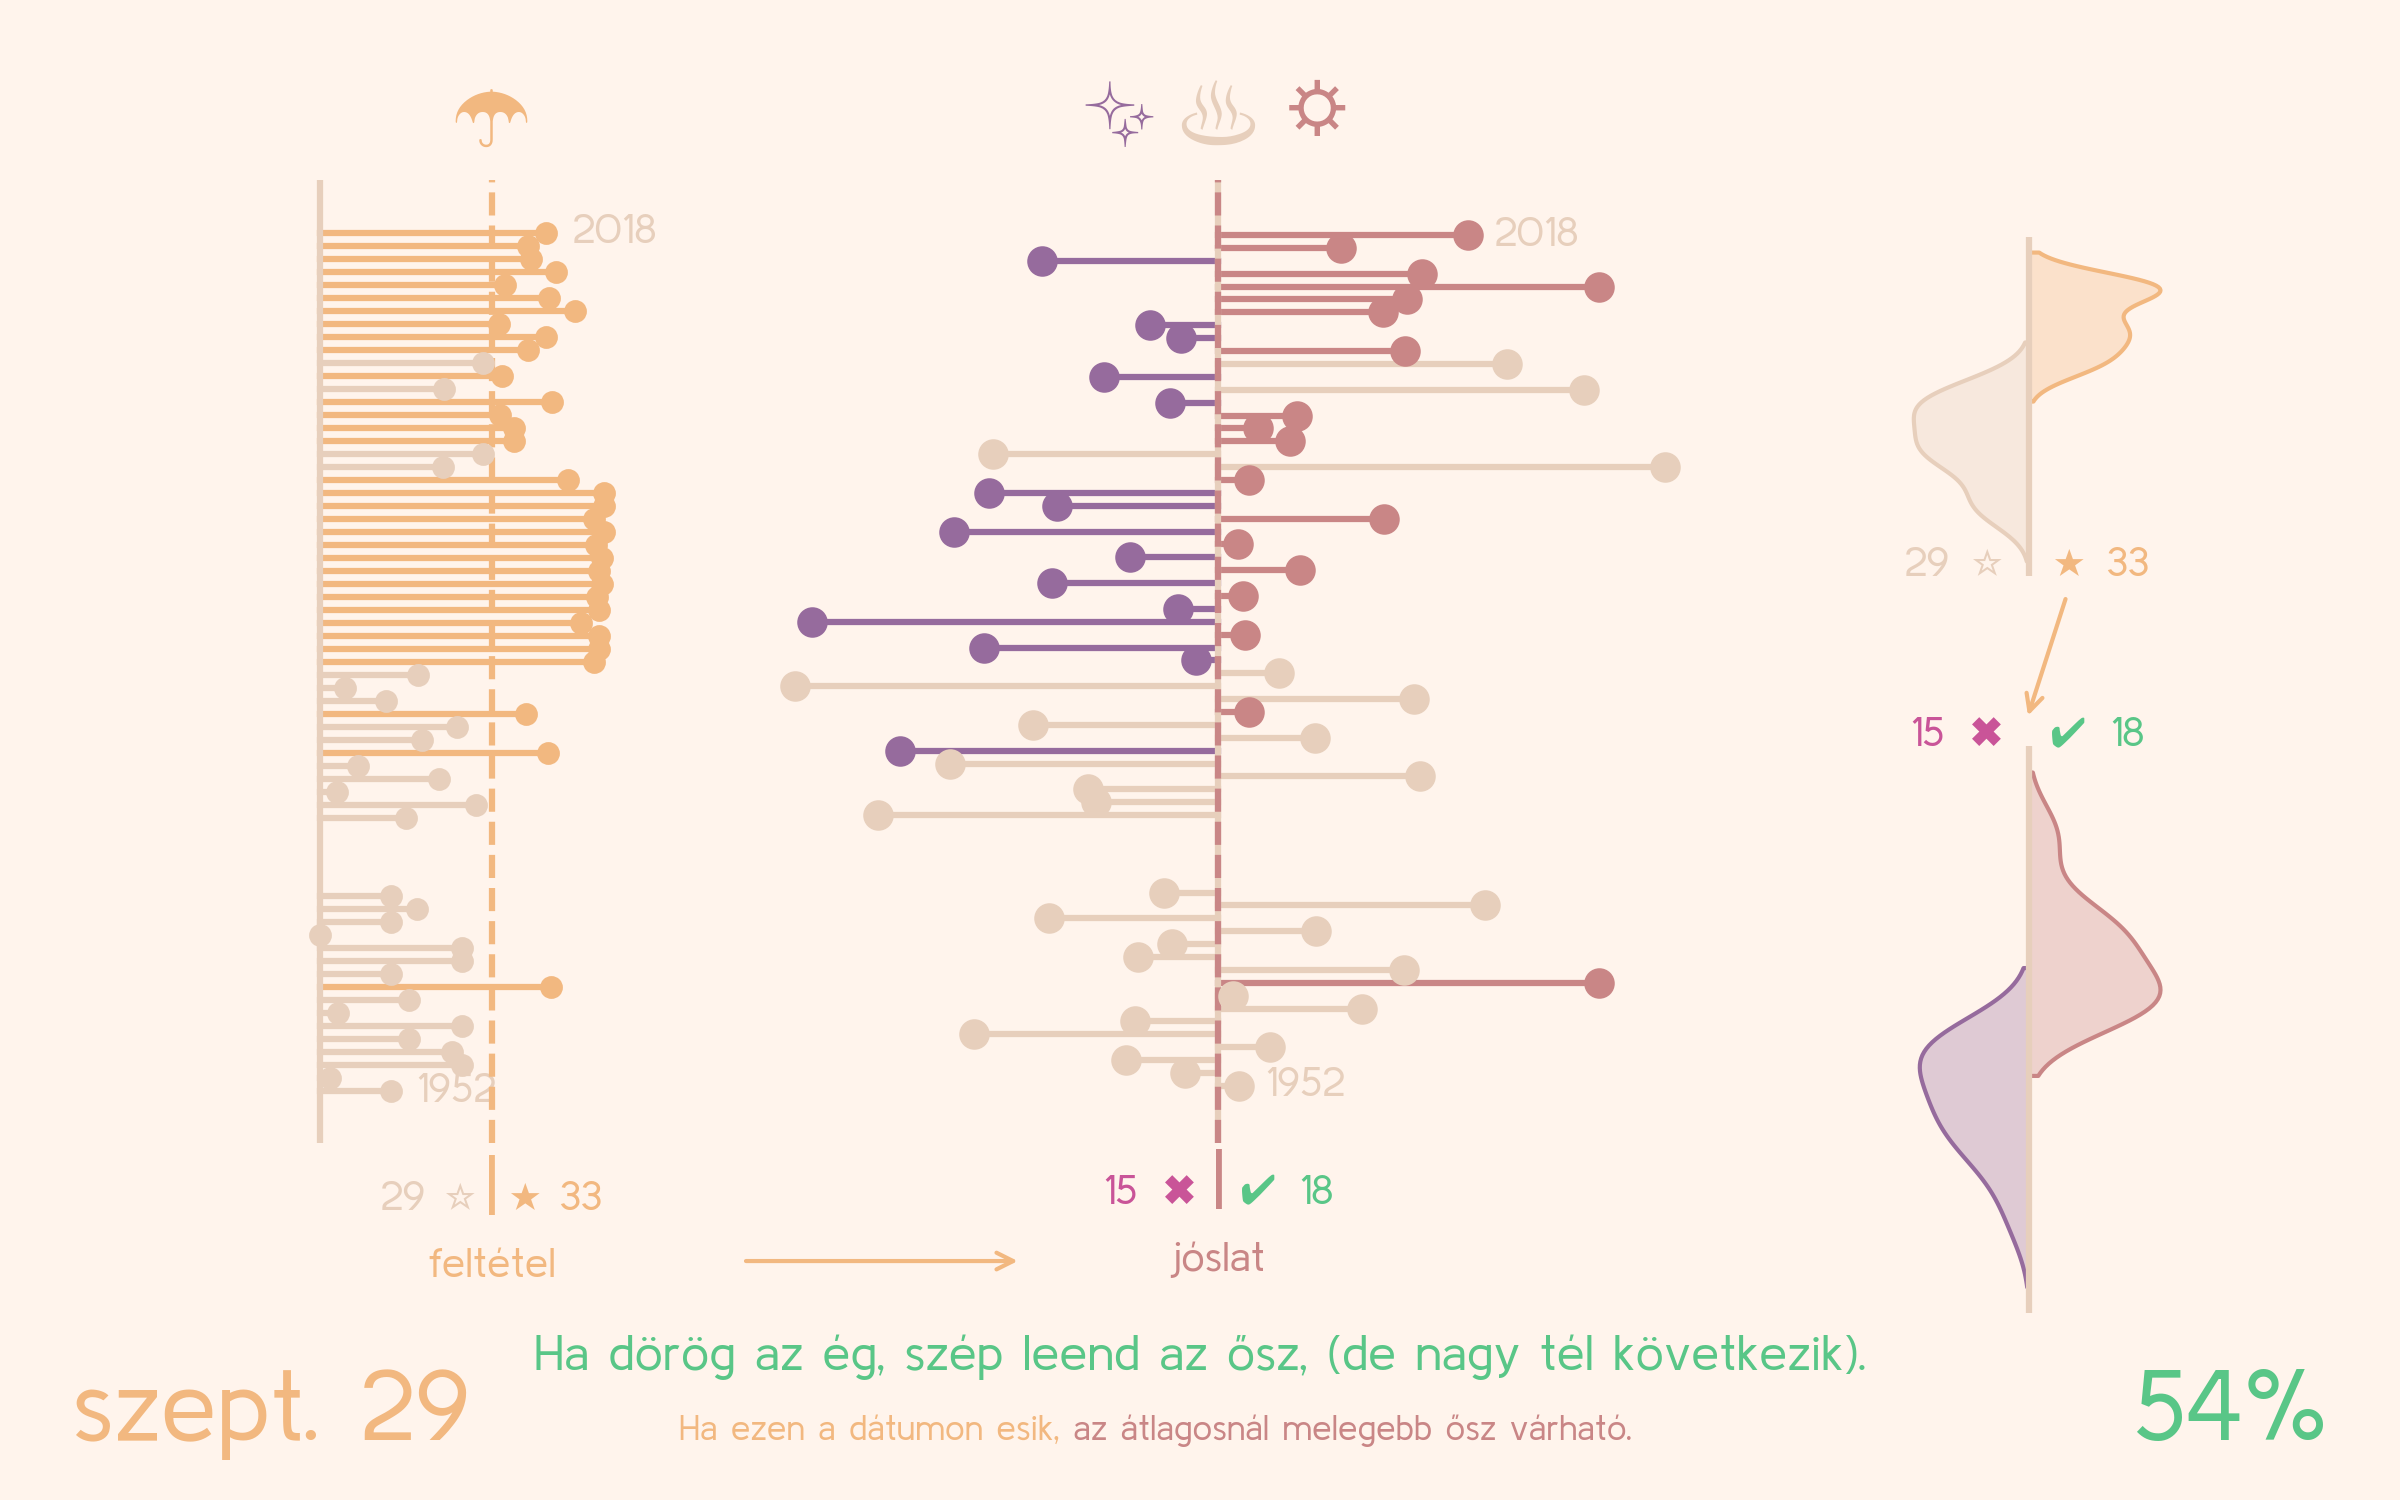 2018
2018
29 ☆ ★ 33
15 ✖ ✔ 18
1952
1952
29 ☆ ★ 33
15 ✖ ✔ 18
feltétel
jóslat
Ha dörög az ég, szép leend az ősz, (de nagy tél következik).
szept. 29
54%
Ha ezen a dátumon esik, az átlagosnál melegebb ősz várható.